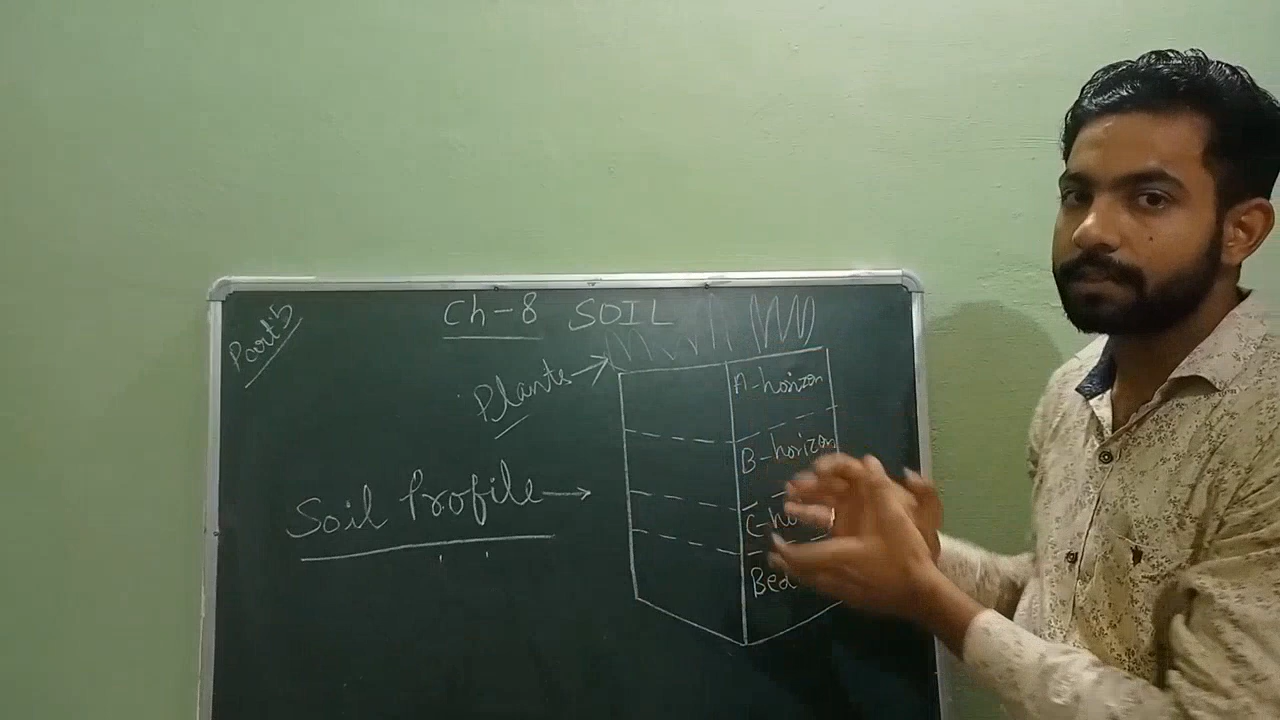 Part 5
Ch-8 SOIL
Plants
A-horizon
B-horizon
Soil Profile